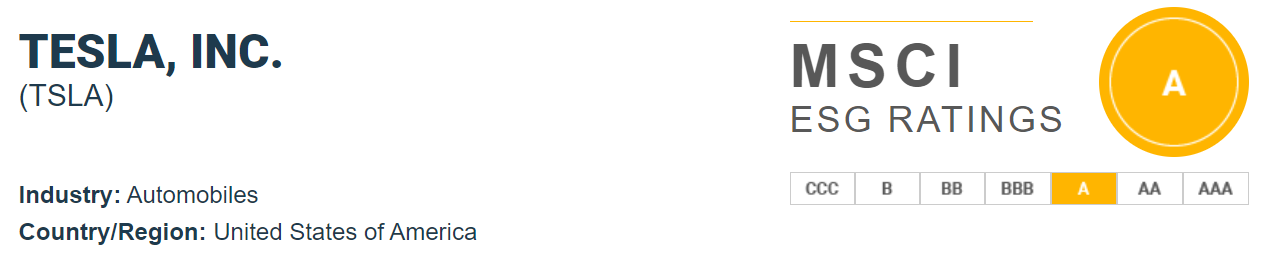 TESLA, INC.
(TSLA)
Industry: Automobiles
Country/Region: United States of America
MSCI
ESG RATINGS
A
CCC B BB BBB A AA AAA